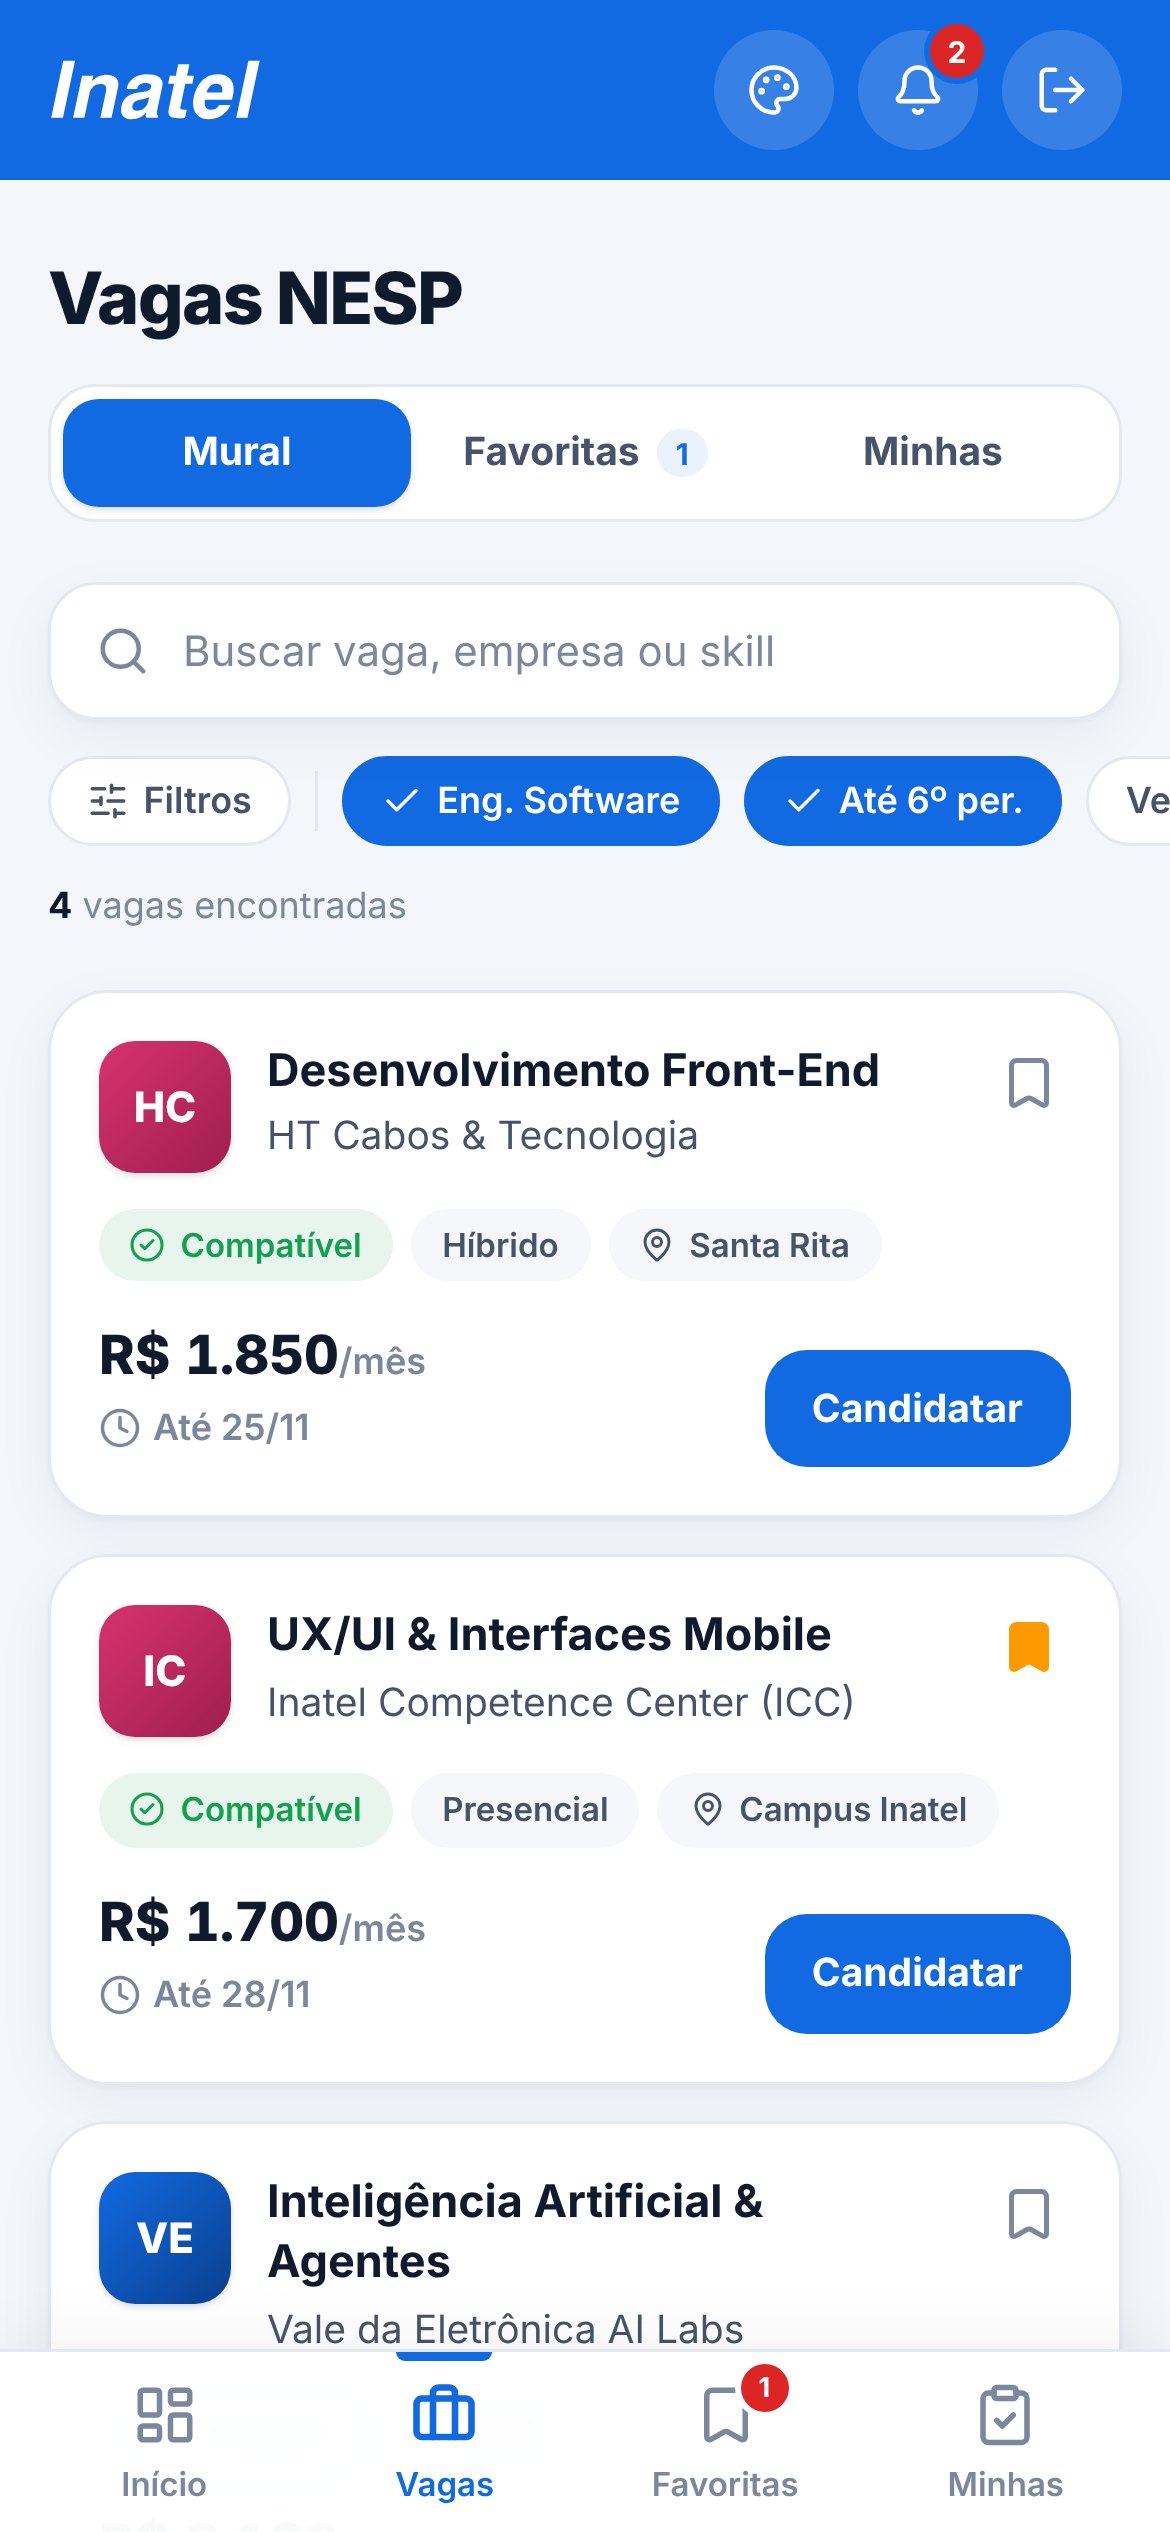 Inatel
2
Vagas NESP
Mural
Favoritas 1
Minhas
Buscar vaga, empresa ou skill
Filtros
Eng. Software
Até 6º per.
Ve
4 vagas encontradas
HC
Desenvolvimento Front-End
HT Cabos & Tecnologia
Compatível
Híbrido
Santa Rita
R$ 1.850/mês
Até 25/11
Candidatar
IC
UX/UI & Interfaces Mobile
Inatel Competence Center (ICC)
Compatível
Presencial
Campus Inatel
R$ 1.700/mês
Até 28/11
Candidatar
VE
Inteligência Artificial &
Agentes
Vale da Eletrônica AI Labs
1
Início
Vagas
Favoritas
Minhas